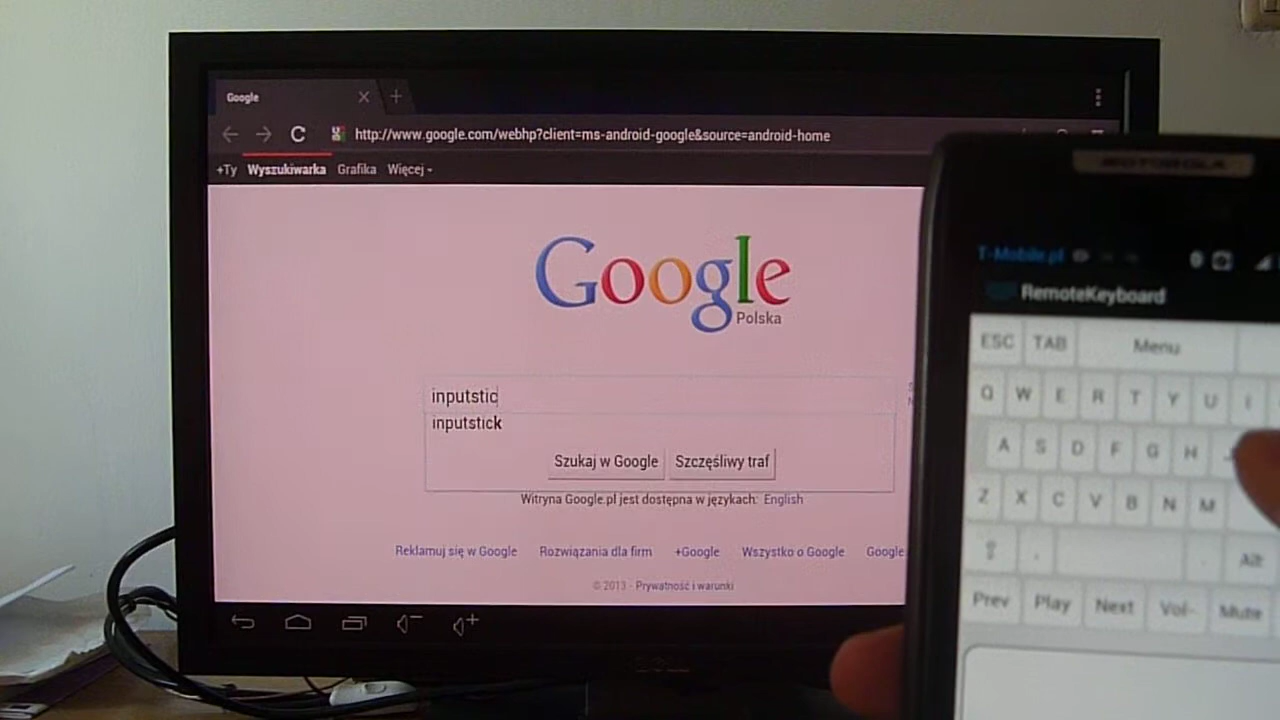 Google
http://www.google.com/webhp?client=ms-android-google&source=android-home
+Ty Wyszukiwarka Grafika Więcej
Google
Polska
inputstic
inputstick
Szukaj w Google Szczęśliwy traf
Witryna Google.pl jest dostępna w językach: English
Reklamuj się w Google Rozwiązania dla firm +Google Wszystko o Google Google
© 2013 - Prywatność i warunki
DELL
MOTOROLA
T-Mobile.pl
RemoteKeyboard
ESC TAB Menu
Q W E R T Y U I
A S D F G H
Z X C V B N M
Alt
Prev Play Next Vol- Mute